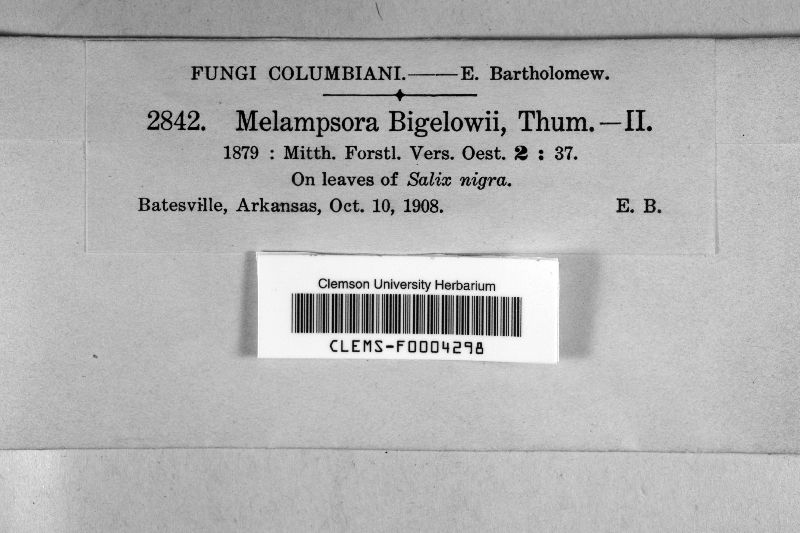 FUNGI COLUMBIANI.——E. Bartholomew.
2842. Melampsora Bigelowii, Thum.—II.
1879 : Mitth. Forstl. Vers. Oest. 2 : 37.
On leaves of Salix nigra.
Batesville, Arkansas, Oct. 10, 1908. E. B.
Clemson University Herbarium
CLEMS-F0004298